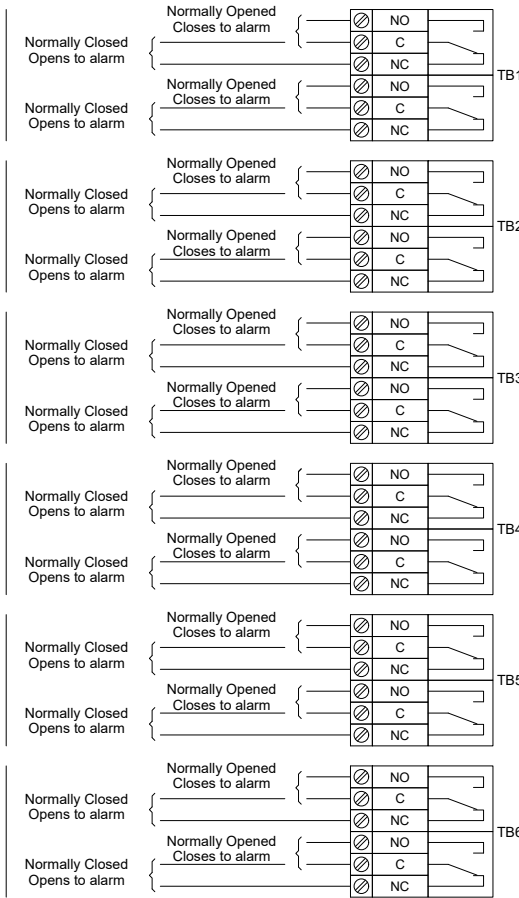 Normally Opened
Closes to alarm
NO
Normally Closed
Opens to alarm
C
NC
TB1
Normally Opened
Closes to alarm
NO
Normally Closed
Opens to alarm
C
NC
Normally Opened
Closes to alarm
NO
Normally Closed
Opens to alarm
C
NC
TB2
Normally Opened
Closes to alarm
NO
Normally Closed
Opens to alarm
C
NC
Normally Opened
Closes to alarm
NO
Normally Closed
Opens to alarm
C
NC
TB3
Normally Opened
Closes to alarm
NO
Normally Closed
Opens to alarm
C
NC
Normally Opened
Closes to alarm
NO
Normally Closed
Opens to alarm
C
NC
TB4
Normally Opened
Closes to alarm
NO
Normally Closed
Opens to alarm
C
NC
Normally Opened
Closes to alarm
NO
Normally Closed
Opens to alarm
C
NC
TB5
Normally Opened
Closes to alarm
NO
Normally Closed
Opens to alarm
C
NC
Normally Opened
Closes to alarm
NO
Normally Closed
Opens to alarm
C
NC
TB6
Normally Opened
Closes to alarm
NO
Normally Closed
Opens to alarm
C
NC